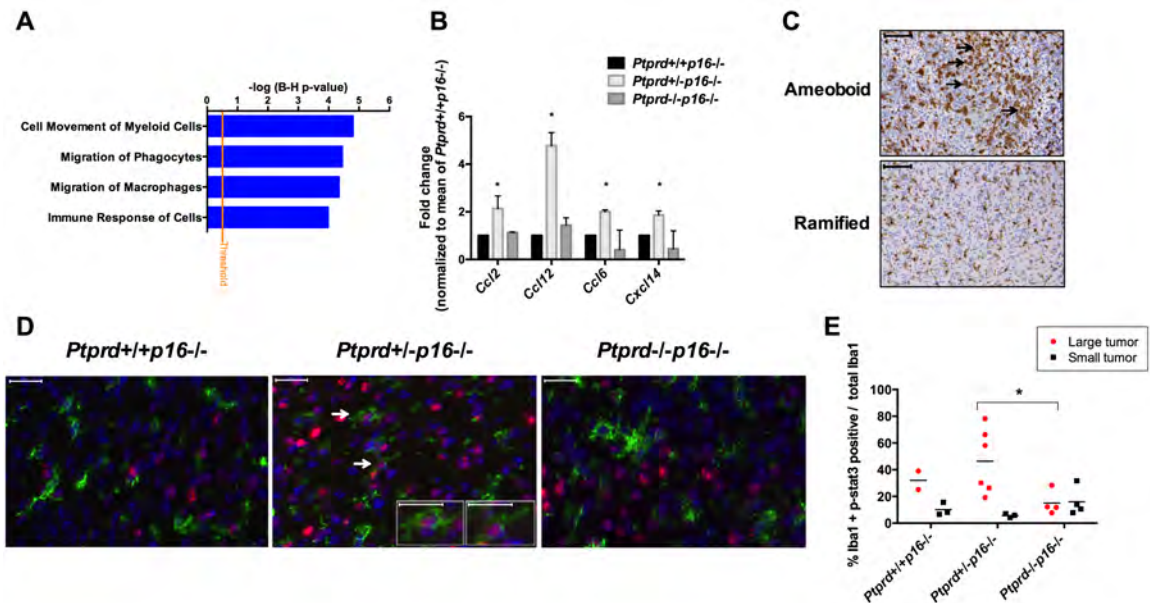 A
-log (B-H p-value)
0 1 2 3 4 5 6
Cell Movement of Myeloid Cells
Migration of Phagocytes
Migration of Macrophages
Immune Response of Cells
Threshold
B
Ptprd+/+p16-/-
Ptprd+/-p16-/-
Ptprd-/-p16-/-
Fold change
(normalized to mean of Ptprd+/+p16-/-)
6
4
2
0
* * * *
Ccl2 Ccl12 Ccl6 Cxcl14
C
Ameoboid
Ramified
D
Ptprd+/+p16-/- Ptprd+/-p16-/- Ptprd-/-p16-/-
E
Large tumor
Small tumor
% Iba1 + p-stat3 positive / total Iba1
100
80
60
40
20
0
*
Ptprd+/+p16-/- Ptprd+/-p16-/- Ptprd-/-p16-/-